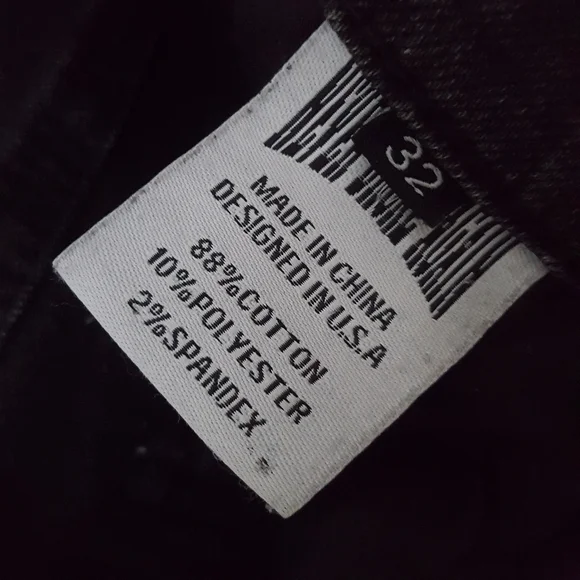 32
MADE IN CHINA
DESIGNED IN U.S.A
88%COTTON
10%POLYESTER
2%SPANDEX